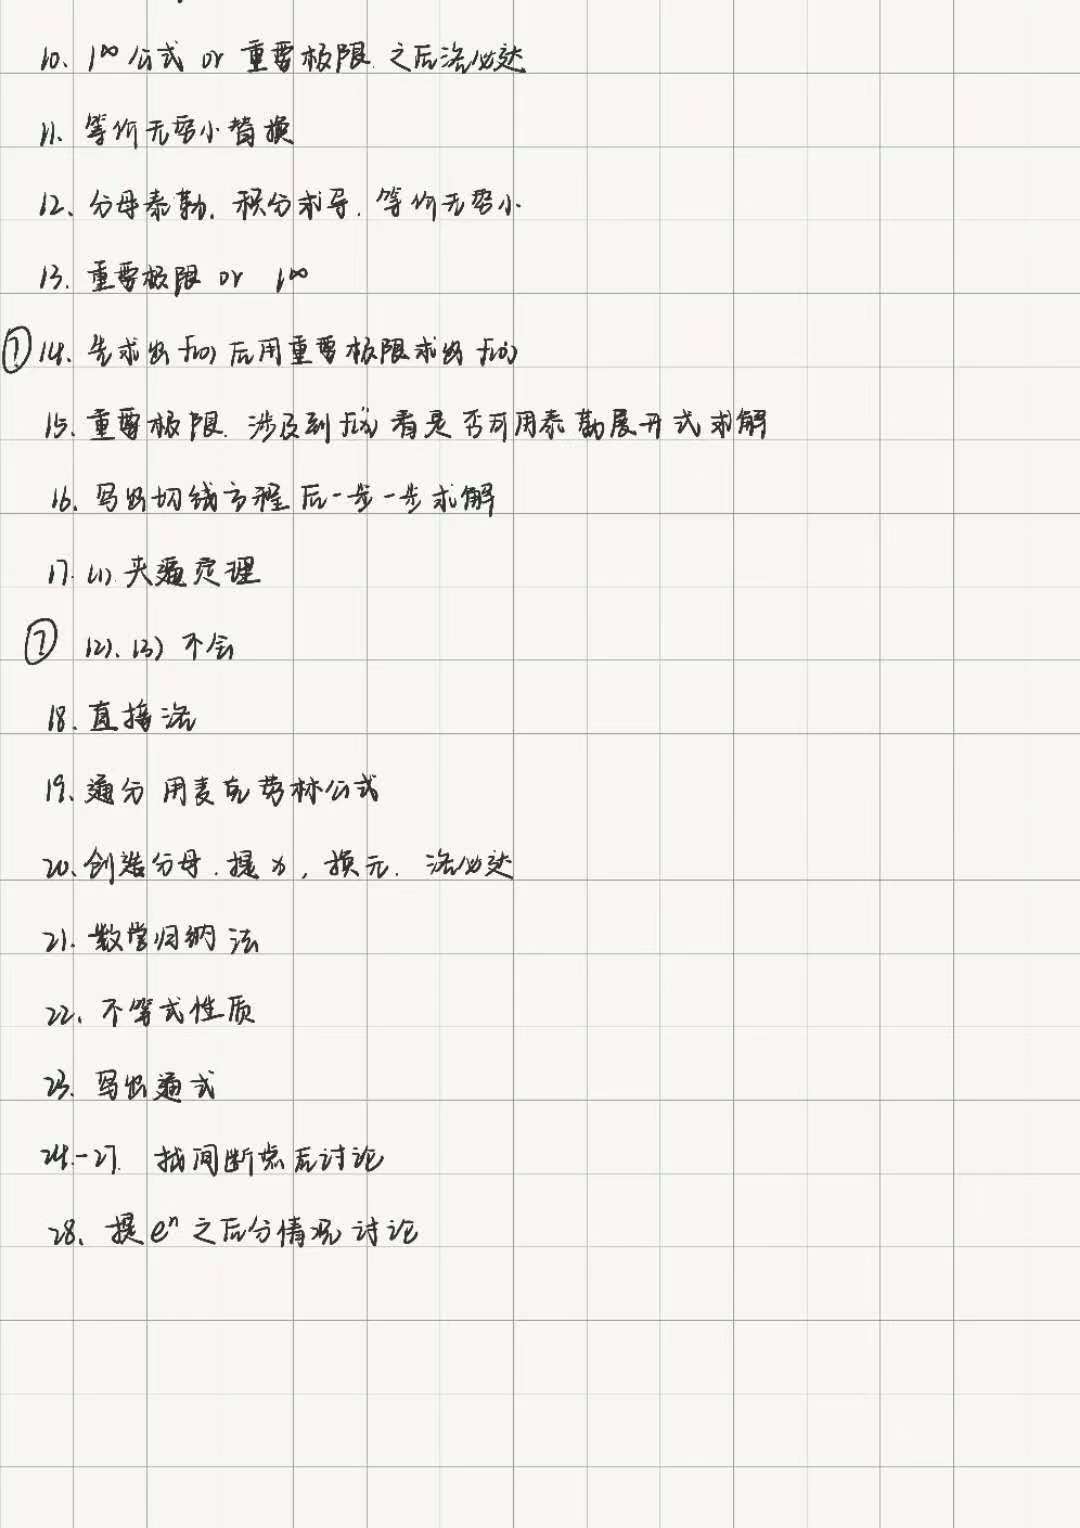 10. 1^∞ 公式 or 重要极限. 之后洛必达
11. 等价无穷小替换
12. 分母泰勒. 积分求导. 等价无穷小
13. 重要极限 or 1^∞
⑦ 14. 先求出 f(0) 后用重要极限求出 f'(0)
15. 重要极限. 涉及到 f''(x) 看是否可用泰勒展开式求解
16. 写出切线方程后一步一步求解
17. (1). 夹逼定理
⑦ (2). (3) 不会
18. 直接洛
19. 通分 用麦克劳林公式
20. 创造分母. 提 x, 换元. 洛必达
21. 数学归纳法
22. 不等式性质
23. 写出通式
24.-27. 找间断点后讨论
28. 提 e^n 之后分情况讨论